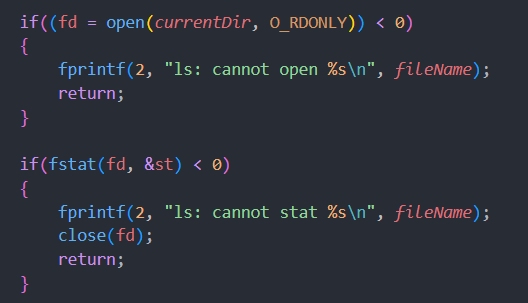 if((fd = open(currentDir, O_RDONLY)) < 0)
{
    fprintf(2, "ls: cannot open %s\n", fileName);
    return;
}

if(fstat(fd, &st) < 0)
{
    fprintf(2, "ls: cannot stat %s\n", fileName);
    close(fd);
    return;
}